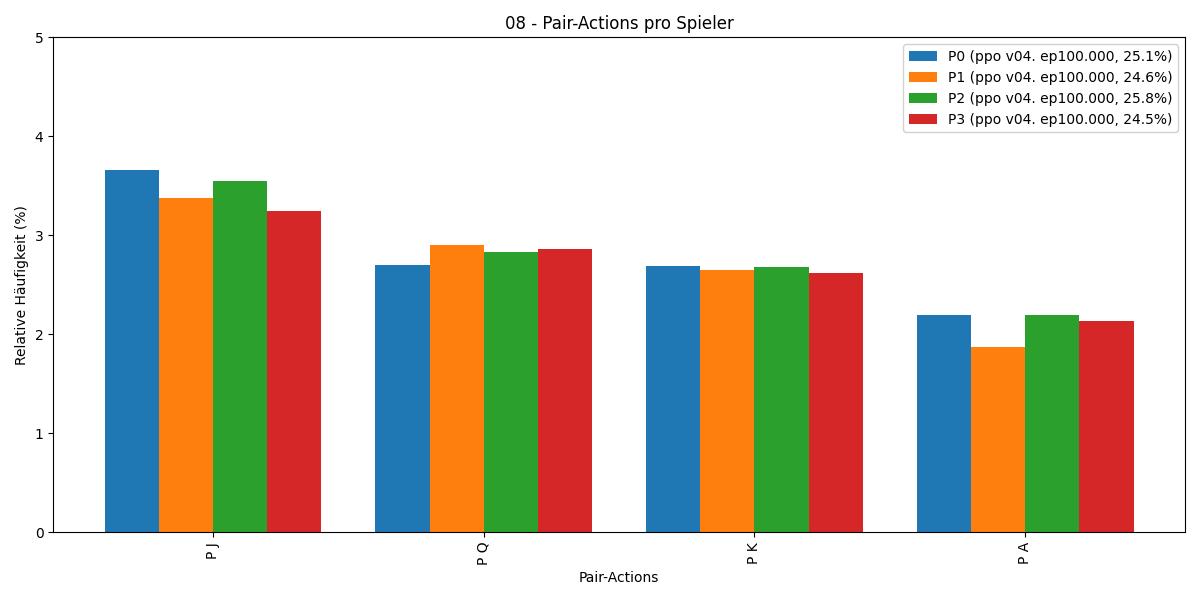 08 - Pair-Actions pro Spieler
P0 (ppo v04. ep100.000, 25.1%)
P1 (ppo v04. ep100.000, 24.6%)
P2 (ppo v04. ep100.000, 25.8%)
P3 (ppo v04. ep100.000, 24.5%)
Relative Häufigkeit (%)
5
4
3
2
1
0
P J
P Q
P K
P A
Pair-Actions